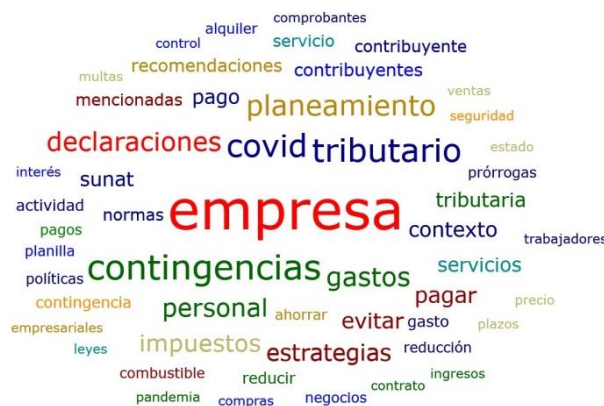 comprobantes
alquiler
control servicio contribuyente
recomendaciones contribuyentes
multas
mencionadas pago planeamiento ventas
seguridad
declaraciones covid tributario estado
interés sunat prórrogas
actividad normas empresa tributaria
pagos contexto trabajadores
planilla
políticas contingencias gastos servicios
contingencia personal ahorrar pagar precio
empresariales evitar gasto plazos
leyes impuestos estrategias reducción
combustible reducir contrato ingresos
pandemia compras negocios